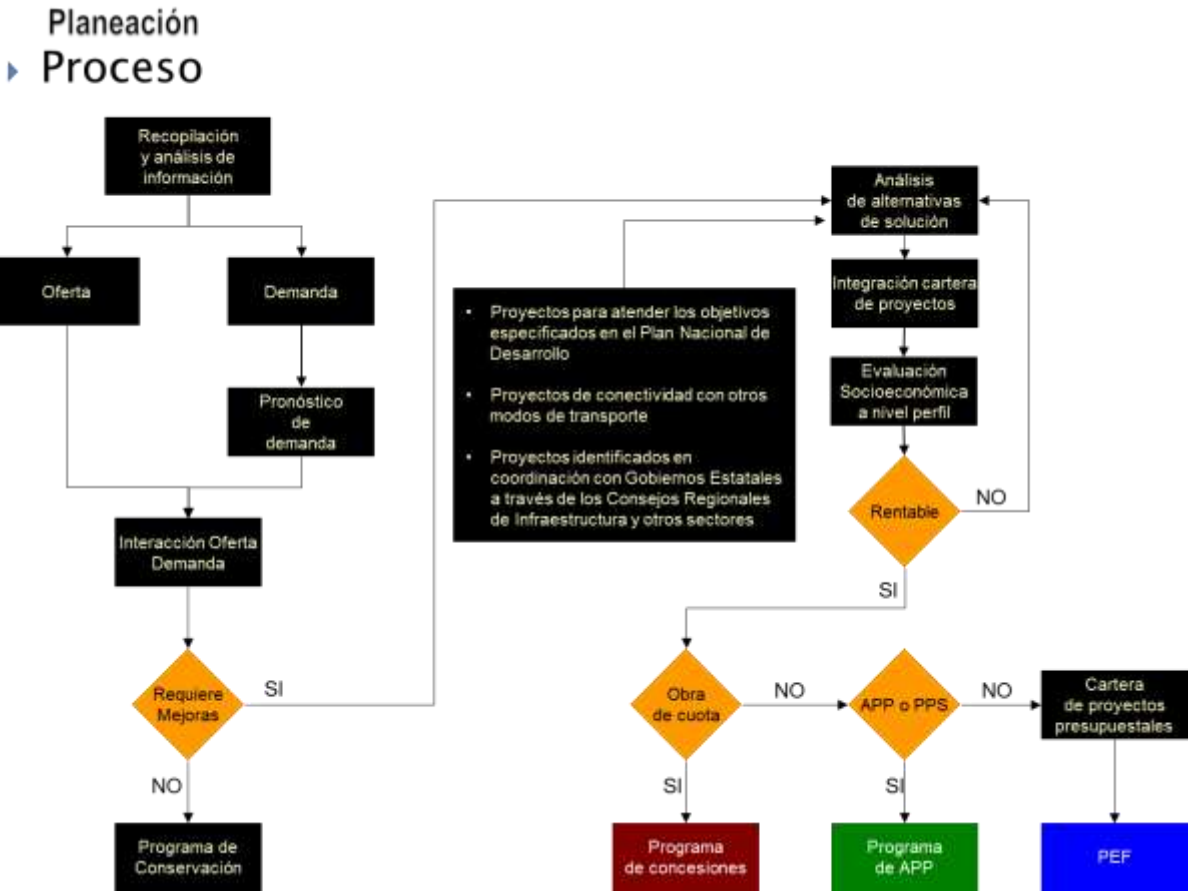 Planeación
Proceso
Recopilación
y análisis de
información
Oferta
Demanda
Pronóstico
de
demanda
Interacción Oferta
Demanda
Requiere
Mejoras
SI
NO
Programa de
Conservación
• Proyectos para atender los objetivos
especificados en el Plan Nacional de
Desarrollo
• Proyectos de conectividad con otros
modos de transporte
• Proyectos identificados en
coordinación con Gobiernos Estatales
a través de los Consejos Regionales
de Infraestructura y otros sectores
Análisis
de alternativas
de solución
Integración cartera
de proyectos
Evaluación
Socioeconómica
a nivel perfil
Rentable
NO
SI
Obra
de cuota
NO
APP o PPS
NO
Cartera
de proyectos
presupuestales
SI
SI
Programa
de concesiones
Programa
de APP
PEF